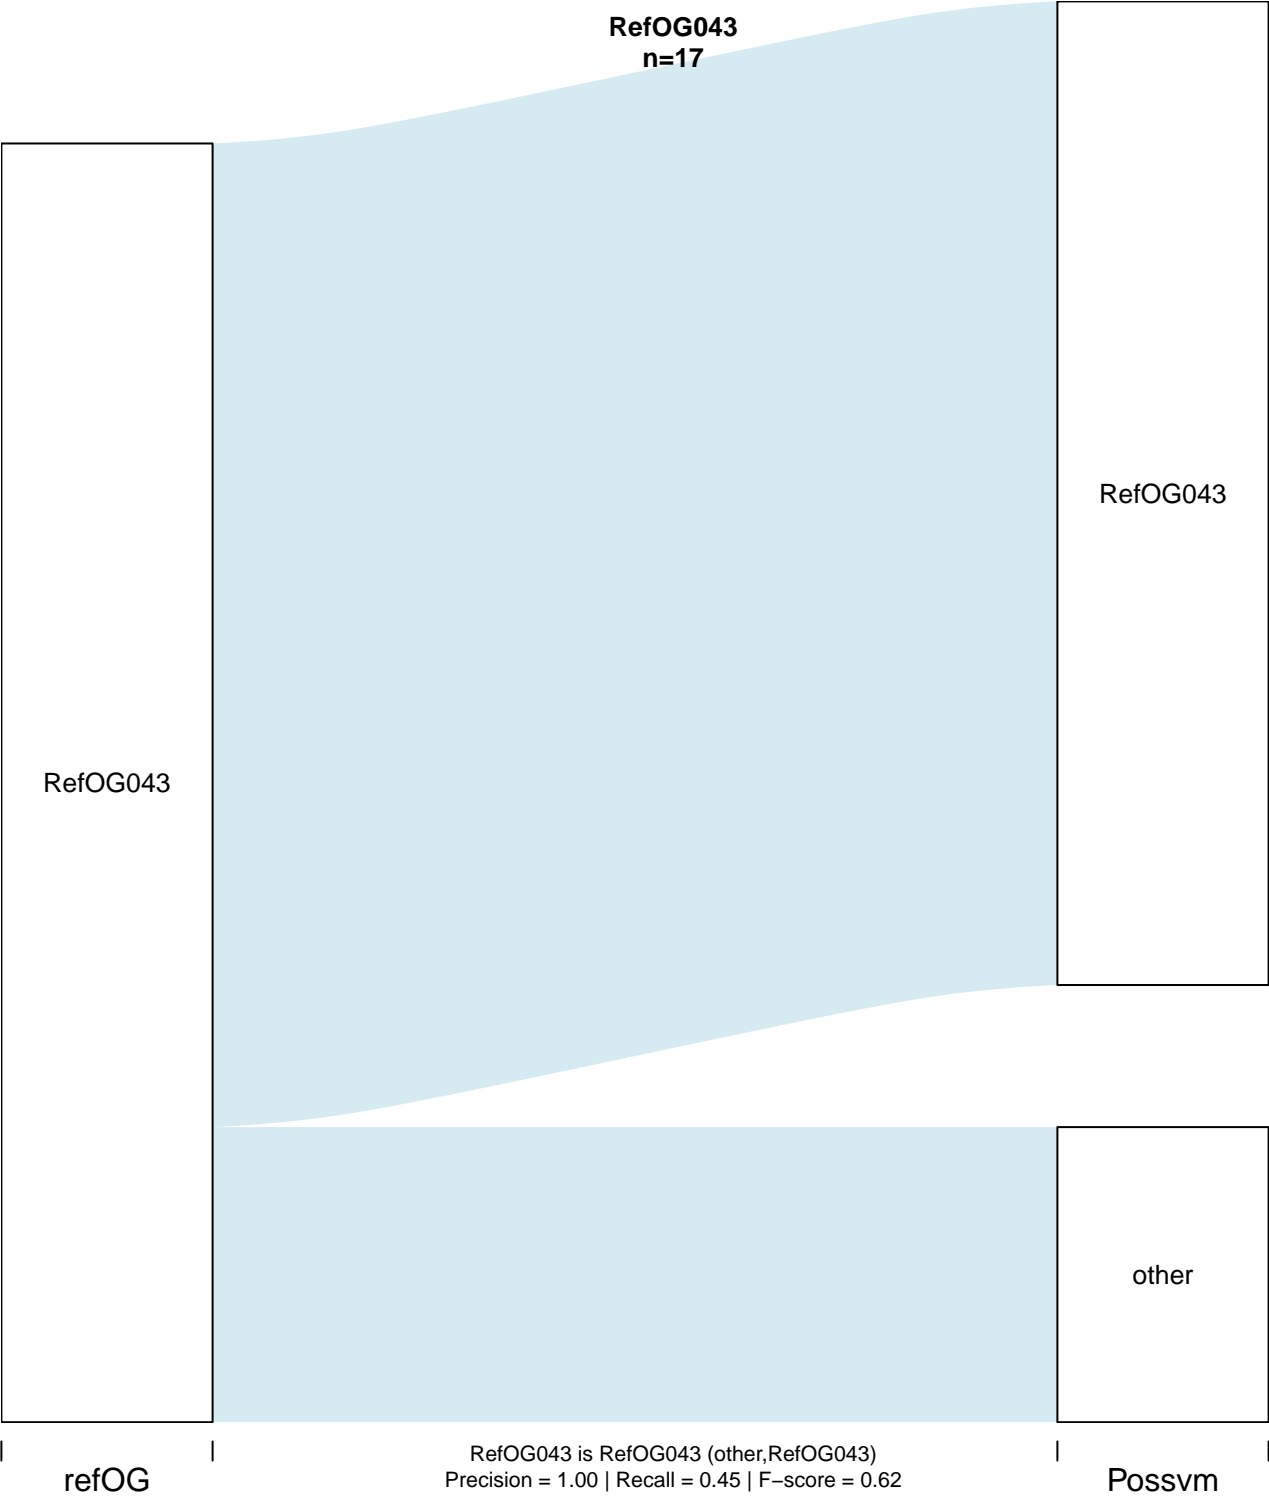 RefOG043
n=17
RefOG043
RefOG043
other
RefOG043 is RefOG043 (other,RefOG043)
Precision = 1.00 | Recall = 0.45 | F−score = 0.62
refOG
Possvm